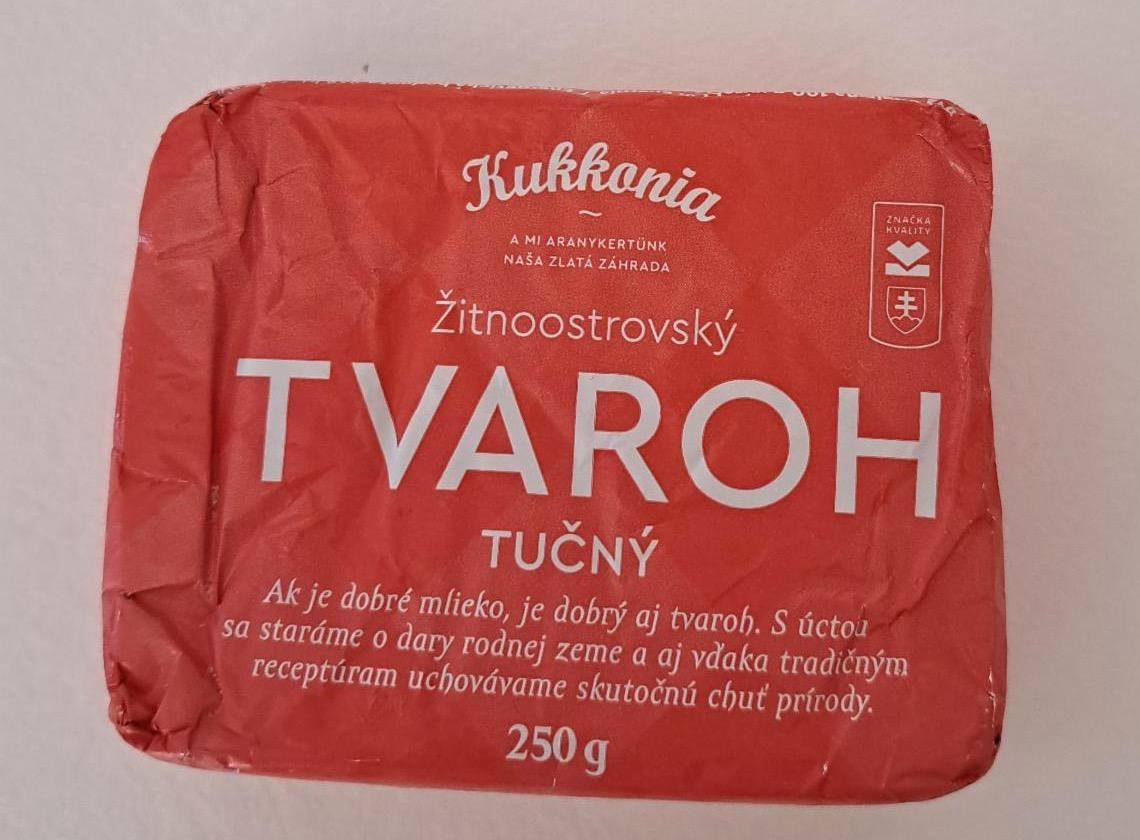 Kukkonia
~
A MI ARANYKERTÜNK
NAŠA ZLATÁ ZÁHRADA
ZNAČKA
KVALITY
Žitnoostrovský
TVAROH
TUČNÝ
Ak je dobré mlieko, je dobrý aj tvaroh. S úctou
sa staráme o dary rodnej zeme a aj vďaka tradičným
receptúram uchovávame skutočnú chuť prírody.
250 g